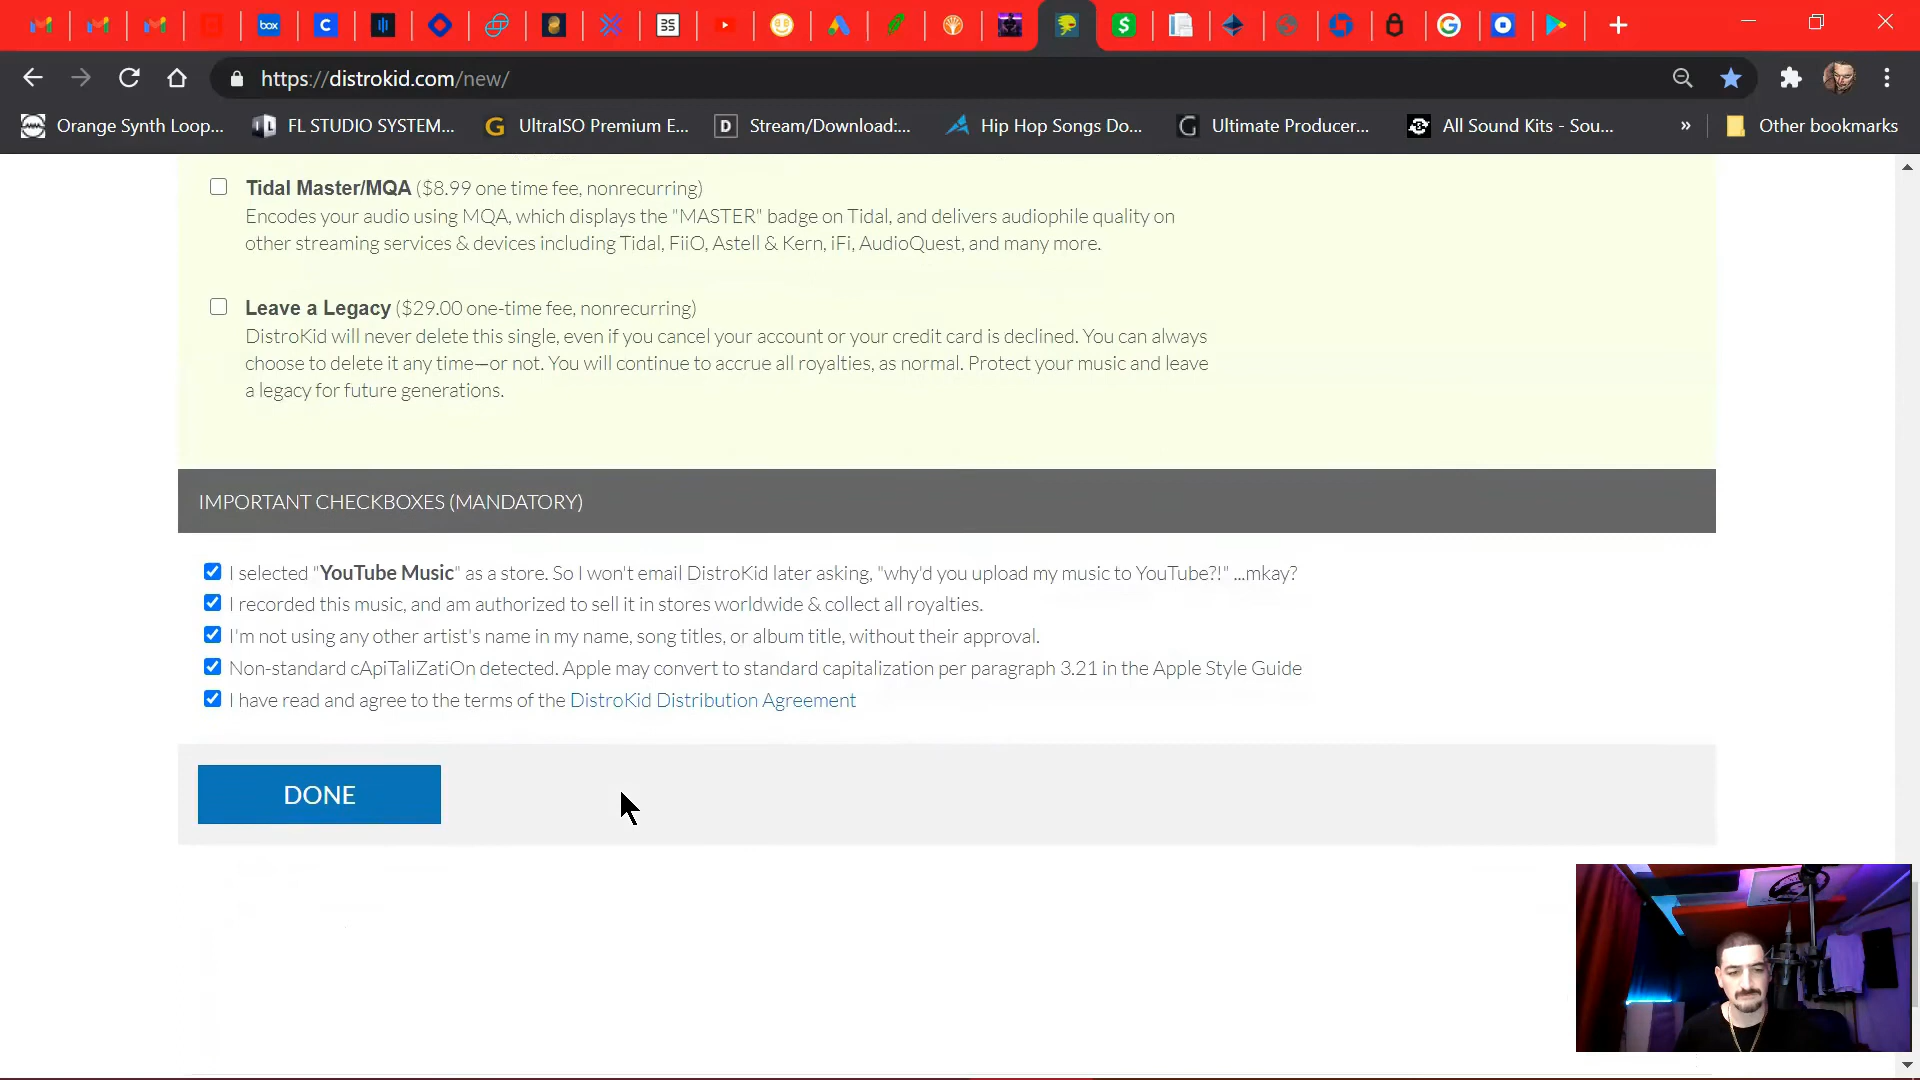 box
C
35
https://distrokid.com/new/
Orange Synth Loop...
FL STUDIO SYSTEM...
UltraISO Premium E...
Stream/Download:...
Hip Hop Songs Do...
Ultimate Producer...
All Sound Kits - Sou...
»
Other bookmarks
Tidal Master/MQA ($8.99 one time fee, nonrecurring)
Encodes your audio using MQA, which displays the "MASTER" badge on Tidal, and delivers audiophile quality on
other streaming services & devices including Tidal, FiiO, Astell & Kern, iFi, AudioQuest, and many more.
Leave a Legacy ($29.00 one-time fee, nonrecurring)
DistroKid will never delete this single, even if you cancel your account or your credit card is declined. You can always
choose to delete it any time—or not. You will continue to accrue all royalties, as normal. Protect your music and leave
a legacy for future generations.
IMPORTANT CHECKBOXES (MANDATORY)
I selected "YouTube Music" as a store. So I won't email DistroKid later asking, "why'd you upload my music to YouTube?!" ...mkay?
I recorded this music, and am authorized to sell it in stores worldwide & collect all royalties.
I'm not using any other artist's name in my name, song titles, or album title, without their approval.
Non-standard cApiTaliZatiOn detected. Apple may convert to standard capitalization per paragraph 3.21 in the Apple Style Guide
I have read and agree to the terms of the DistroKid Distribution Agreement
DONE